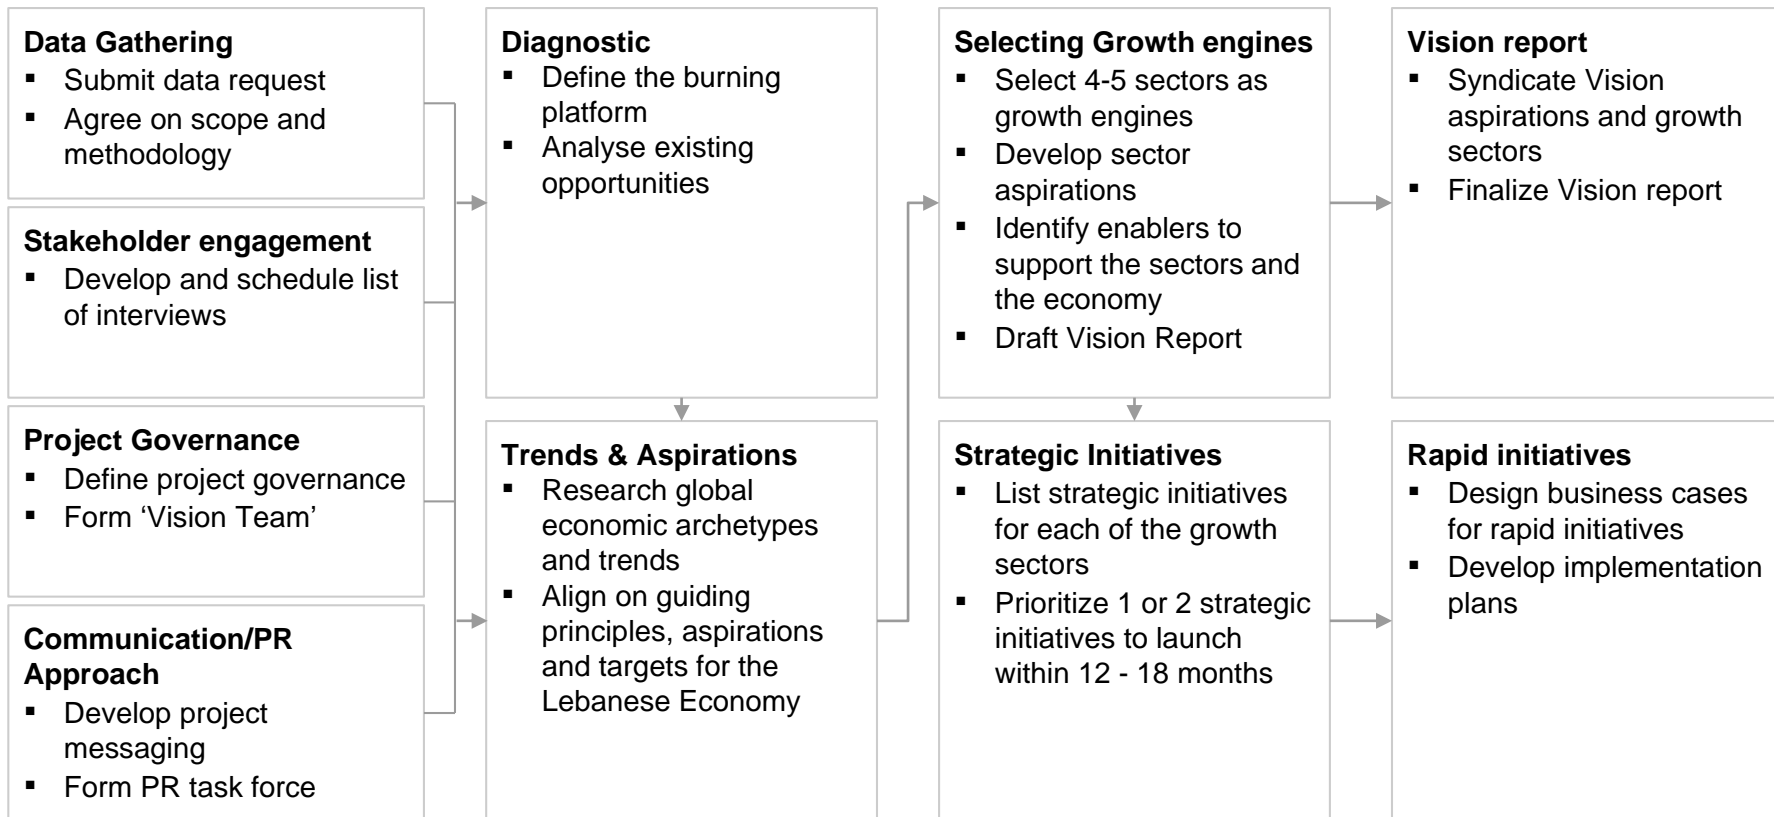 Data Gathering
▪ Submit data request
▪ Agree on scope and
methodology
Stakeholder engagement
▪ Develop and schedule list
of interviews
Project Governance
▪ Define project governance
▪ Form ‘Vision Team’
Communication/PR
Approach
▪ Develop project
messaging
▪ Form PR task force
Diagnostic
▪ Define the burning
platform
▪ Analyse existing
opportunities
Trends & Aspirations
▪ Research global
economic archetypes
and trends
▪ Align on guiding
principles, aspirations
and targets for the
Lebanese Economy
Selecting Growth engines
▪ Select 4-5 sectors as
growth engines
▪ Develop sector
aspirations
▪ Identify enablers to
support the sectors and
the economy
▪ Draft Vision Report
Strategic Initiatives
▪ List strategic initiatives
for each of the growth
sectors
▪ Prioritize 1 or 2 strategic
initiatives to launch
within 12 - 18 months
Vision report
▪ Syndicate Vision
aspirations and growth
sectors
▪ Finalize Vision report
Rapid initiatives
▪ Design business cases
for rapid initiatives
▪ Develop implementation
plans